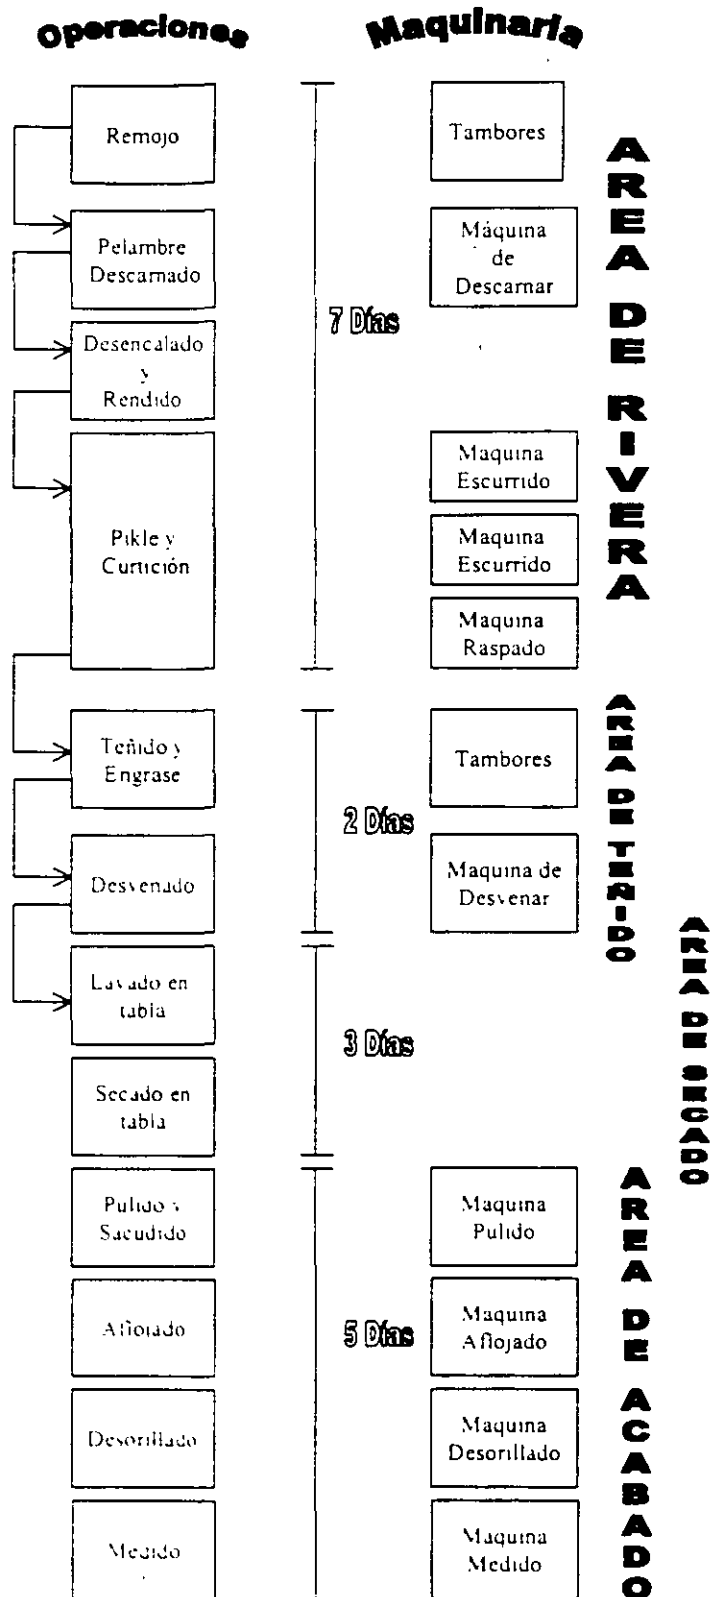 Operaciones
Maquinaria
Remojo
Tambores
Pelambre
Descarnado
Máquina
de
Descarnar
7 Días
Desencalado
y
Rendido
Pikle y
Curtición
Maquina
Escurrido
Maquina
Escurrido
Maquina
Raspado
AREA DE RIVERA
Teñido y
Engrase
Tambores
2 Días
Desvenado
Maquina de
Desvenar
AREA DE TEÑIDO
Lavado en
tabla
3 Días
Secado en
tabla
AREA DE SECADO
Pulido y
Sacudido
Maquina
Pulido
Aflojado
5 Días
Maquina
Aflojado
Desorillado
Maquina
Desorillado
Medido
Maquina
Medido
AREA DE ACABADO